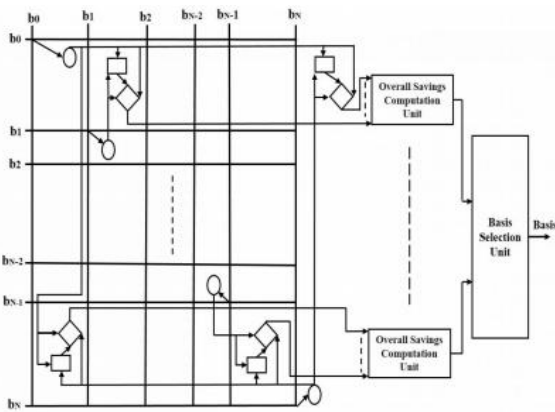 b0 b1 b2 bN-2 bN-1 bN
b0
b1
b2
bN-2
bN-1
bN
Overall Savings
Computation
Unit
Basis
Selection
Unit
Basis
Overall Savings
Computation
Unit